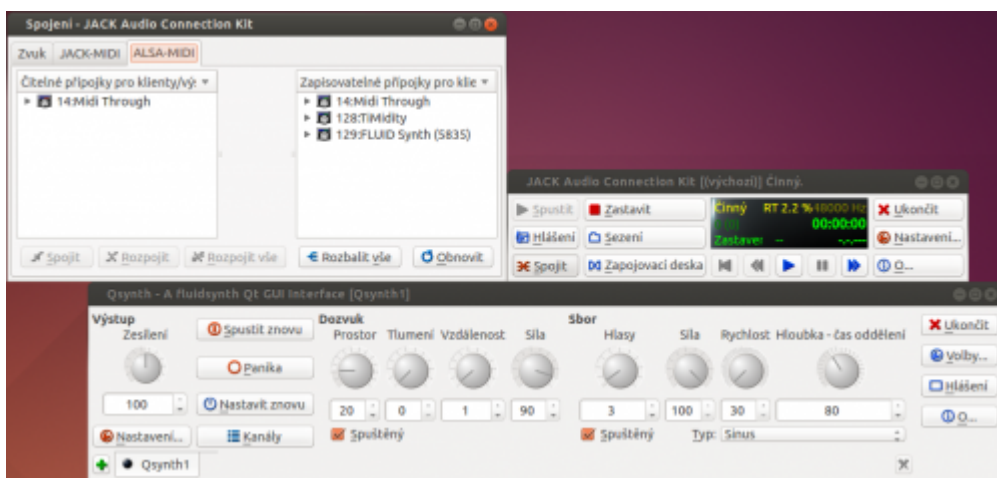 Spojení - JACK Audio Connection Kit
Zvuk JACK-MIDI ALSA-MIDI
Čitelné přípojky pro klienty/vý:
14:Midi Through
Zapisovatelné přípojky pro klie
14:Midi Through
128:TiMidity
129:FLUID Synth (5835)
Spojit Rozpojit Rozpojit vše Rozbalit vše Obnovit
JACK Audio Connection Kit [(výchozí)] Činný.
Spustit Zastavit
Činný RT 2.2 % 48000 Hz
00:00:00
Zastaven -- -.-.---
Ukončit
Hlášení Sezení
Nastavení...
Spojit Zapojovací deska
O...
Qsynth - A fluidsynth Qt GUI Interface [Qsynth1]
Výstup
Zesílení
100
Nastavení...
Spustit znovu
Panika
Nastavit znovu
Kanály
Dozvuk
Prostor Tlumení Vzdálenost Síla
20 0 1 90
Spuštěný
Sbor
Hlasy Síla Rychlost Hloubka - čas oddělení
3 100 30 80
Spuštěný Typ: Sinus
Ukončit
Volby...
Hlášení
O...
Qsynth1